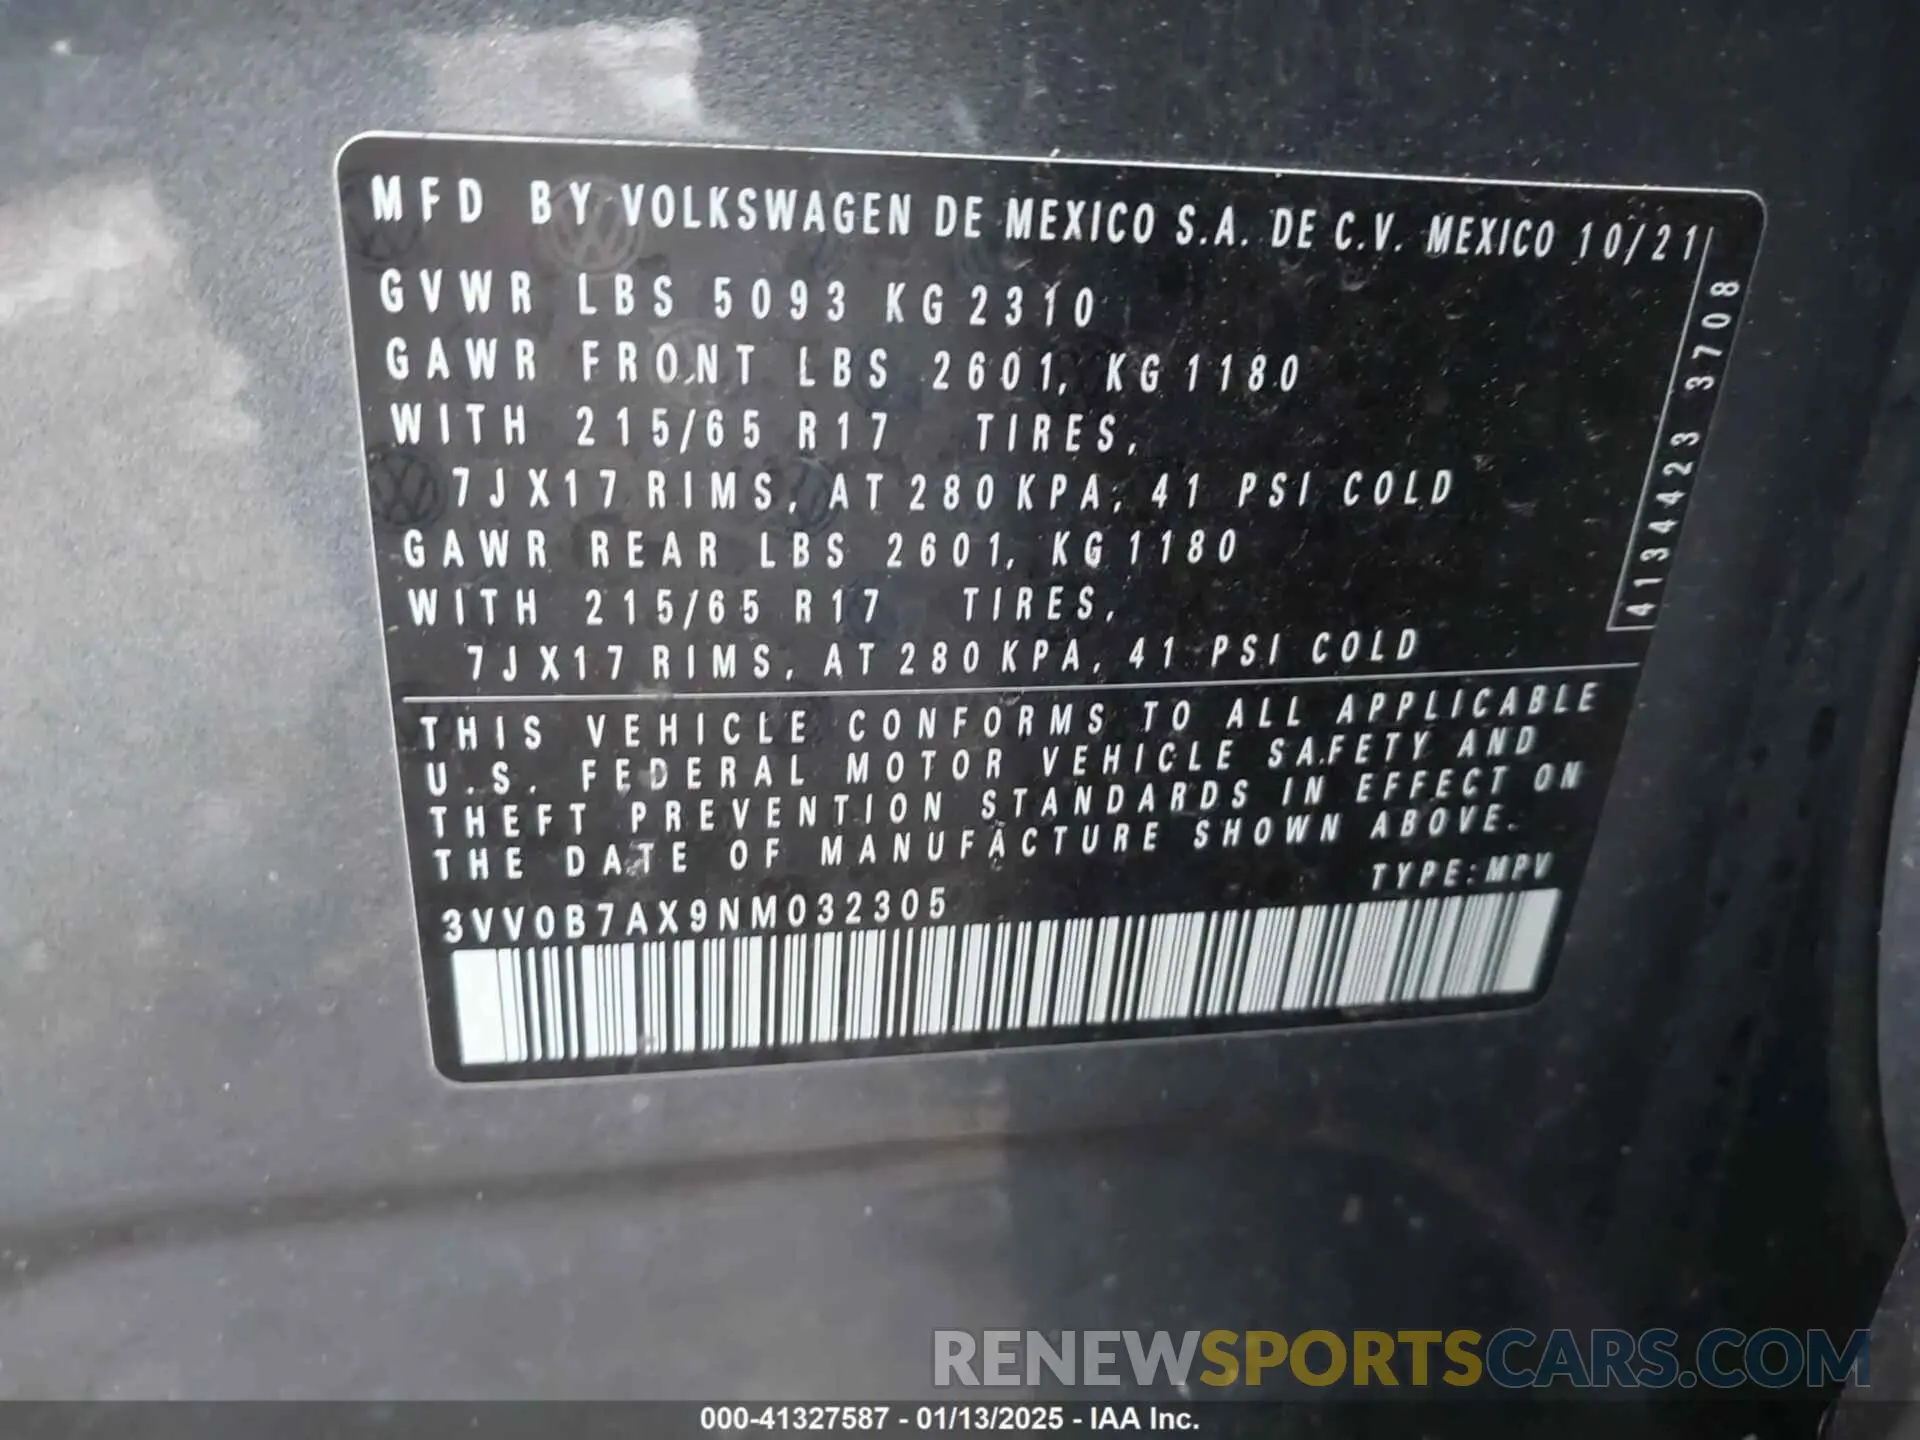 MFD BY VOLKSWAGEN DE MEXICO S.A. DE C.V. MEXICO 10/21
GVWR LBS 5093 KG 2310
GAWR FRONT LBS 2601, KG 1180
WITH 215/65 R17 TIRES,
7JX17 RIMS, AT 280 KPA, 41 PSI COLD
GAWR REAR LBS 2601, KG 1180
WITH 215/65 R17 TIRES,
7JX17 RIMS, AT 280 KPA, 41 PSI COLD
4134423 3708
THIS VEHICLE CONFORMS TO ALL APPLICABLE
U.S. FEDERAL MOTOR VEHICLE SAFETY AND
THEFT PREVENTION STANDARDS IN EFFECT ON
THE DATE OF MANUFACTURE SHOWN ABOVE.
TYPE: MPV
3VV0B7AX9NM032305
RENEWSPORTSCARS.COM
000-41327587 - 01/13/2025 - IAA Inc.